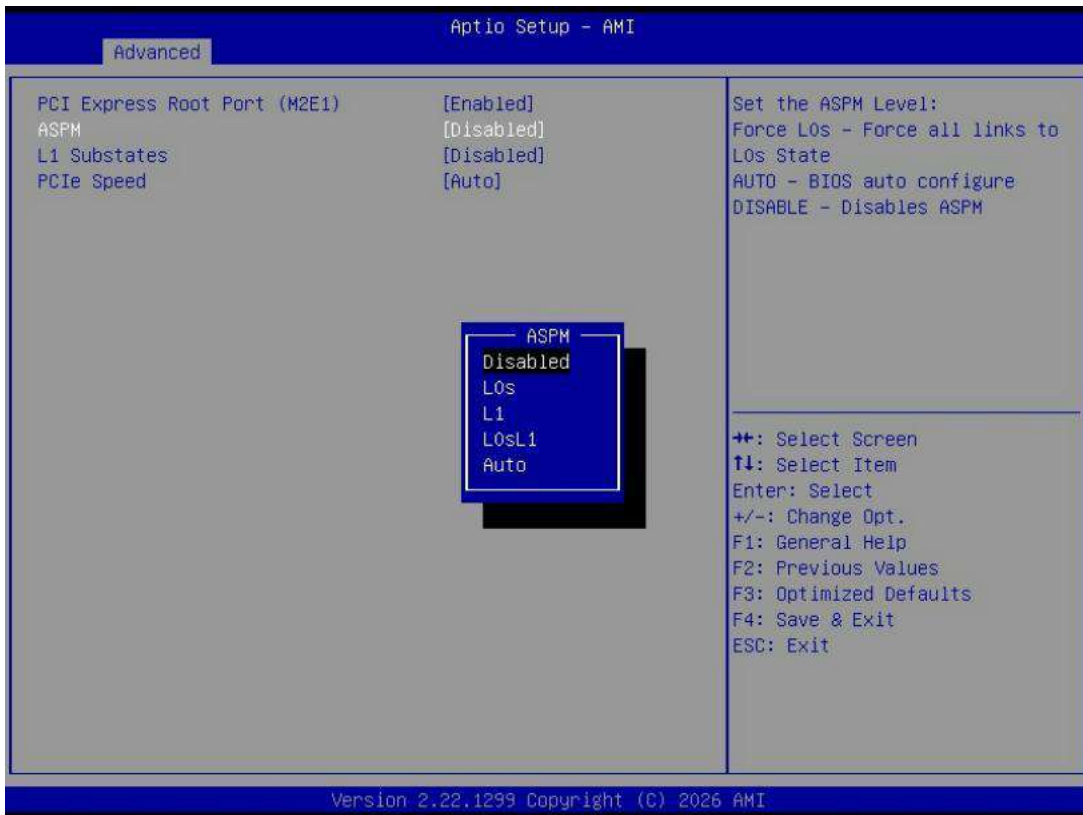 Aptio Setup – AMI
Advanced
PCI Express Root Port (M2E1) [Enabled]
ASPM [Disabled]
L1 Substates [Disabled]
PCIe Speed [Auto]
Set the ASPM Level:
Force L0s – Force all links to
L0s State
AUTO – BIOS auto configure
DISABLE – Disables ASPM
ASPM
Disabled
L0s
L1
L0sL1
Auto
→←: Select Screen
↑↓: Select Item
Enter: Select
+/-: Change Opt.
F1: General Help
F2: Previous Values
F3: Optimized Defaults
F4: Save & Exit
ESC: Exit
Version 2.22.1299 Copyright (C) 2026 AMI